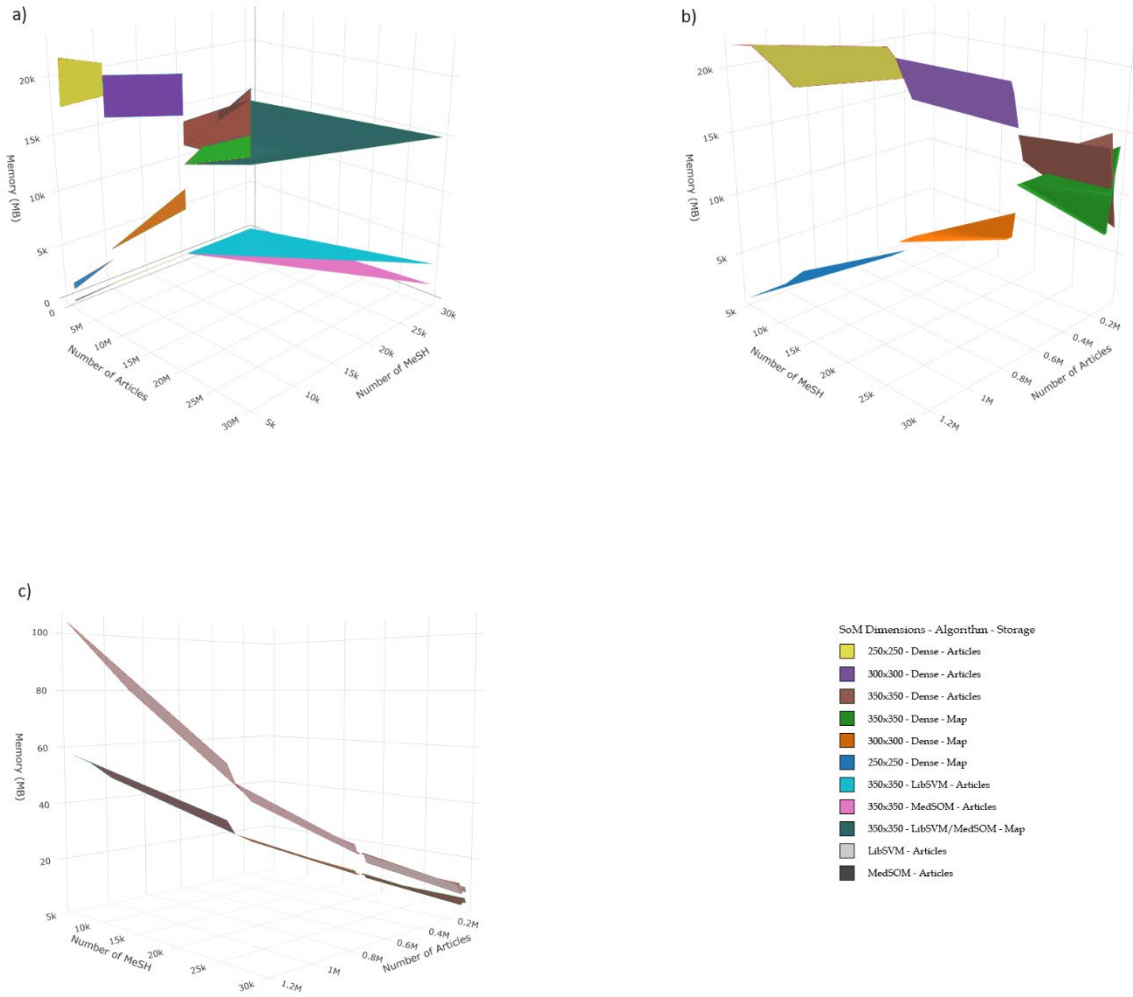 a)
20k
15k
10k
5k
0
0
Memory (MB)
5M
10M
15M
20M
25M
30M
Number of Articles
5k
10k
15k
20k
25k
30k
Number of MeSH
b)
20k
15k
10k
5k
Memory (MB)
5k
10k
15k
20k
25k
30k
Number of MeSH
1.2M
1M
0.8M
0.6M
0.4M
0.2M
Number of Articles
c)
100
80
60
40
20
Memory (MB)
5k
10k
15k
20k
25k
30k
Number of MeSH
1.2M
1M
0.8M
0.6M
0.4M
0.2M
Number of Articles
SoM Dimensions - Algorithm - Storage
250x250 - Dense - Articles
300x300 - Dense - Articles
350x350 - Dense - Articles
350x350 - Dense - Map
300x300 - Dense - Map
250x250 - Dense - Map
350x350 - LibSVM - Articles
350x350 - MedSOM - Articles
350x350 - LibSVM/MedSOM - Map
LibSVM - Articles
MedSOM - Articles